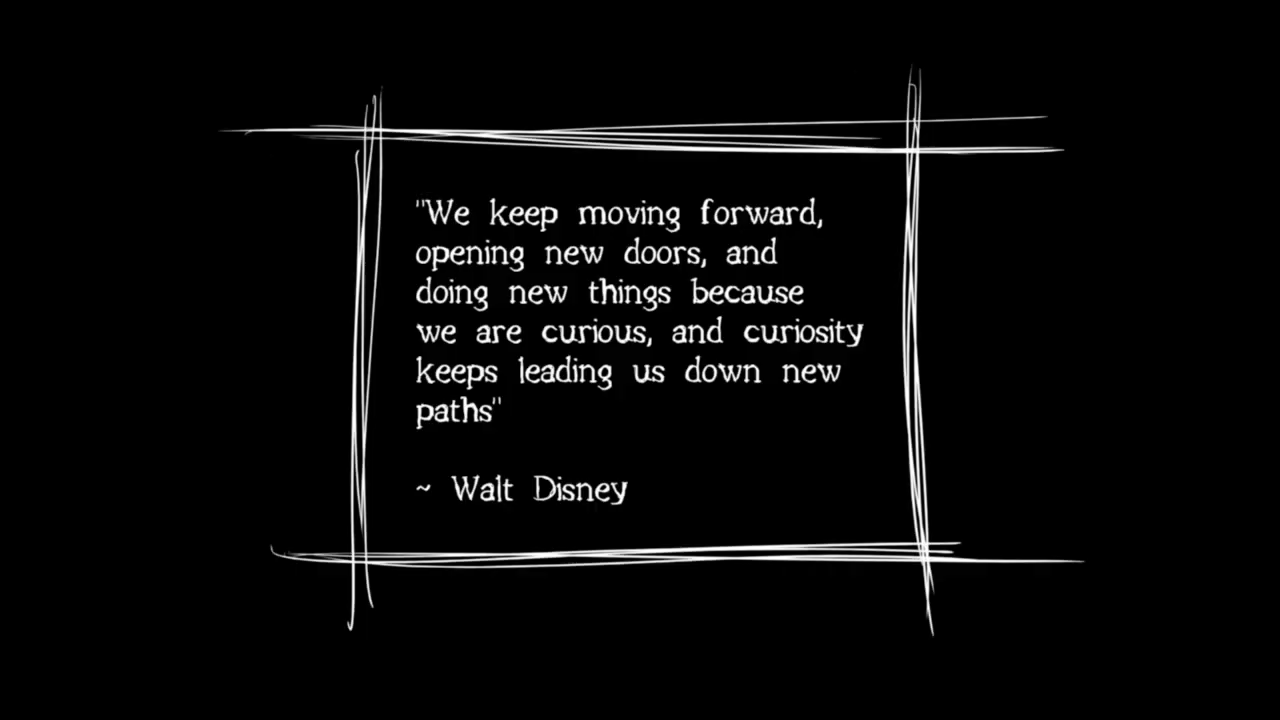 "We keep moving forward,
opening new doors, and
doing new things because
we are curious, and curiosity
keeps leading us down new
paths"
~ Walt Disney